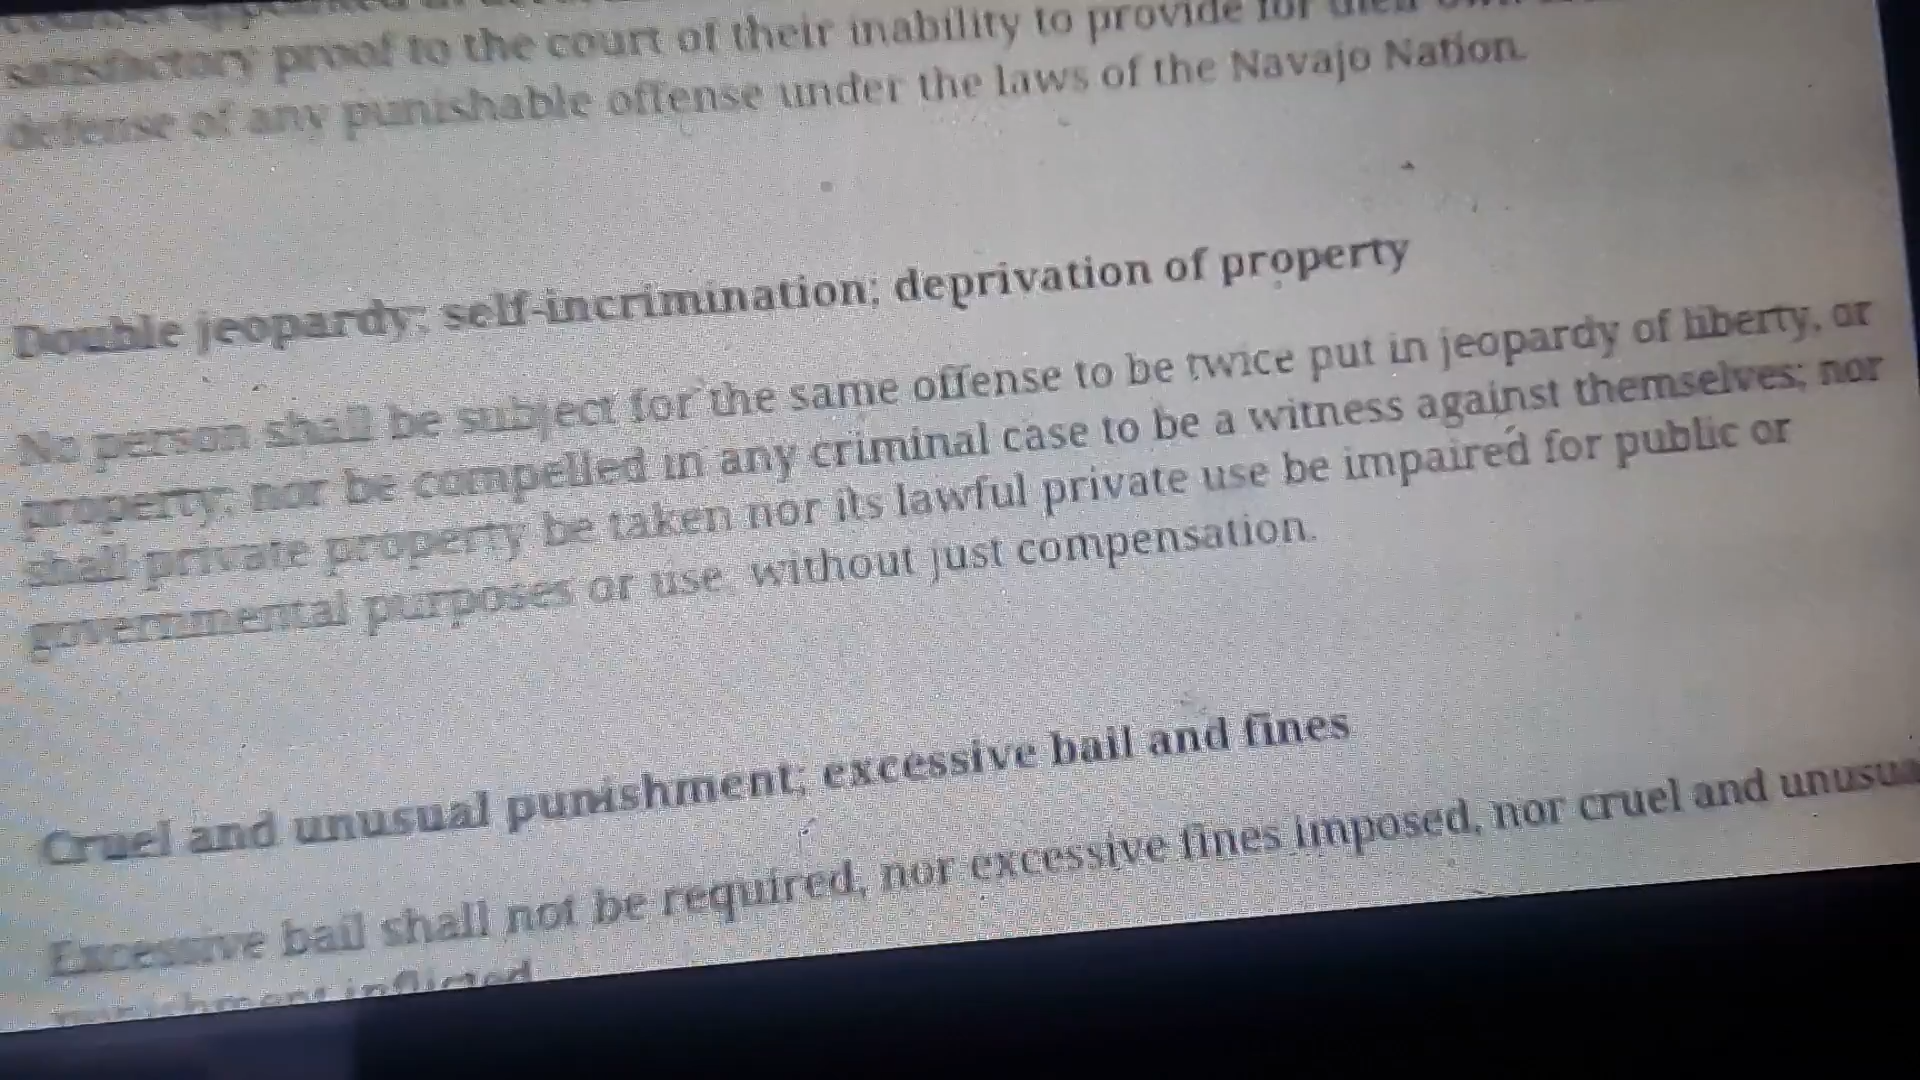 satisfactory proof to the court of their inability to provide for their own
defense of any punishable offense under the laws of the Navajo Nation.
Double jeopardy; self-incrimination; deprivation of property
No person shall be subject for the same offense to be twice put in jeopardy of liberty, or
property; nor be compelled in any criminal case to be a witness against themselves; nor
shall private property be taken nor its lawful private use be impaired for public or
governmental purposes or use, without just compensation.
Cruel and unusual punishment; excessive bail and fines
Excessive bail shall not be required, nor excessive fines imposed, nor cruel and unusua
punishment inflicted